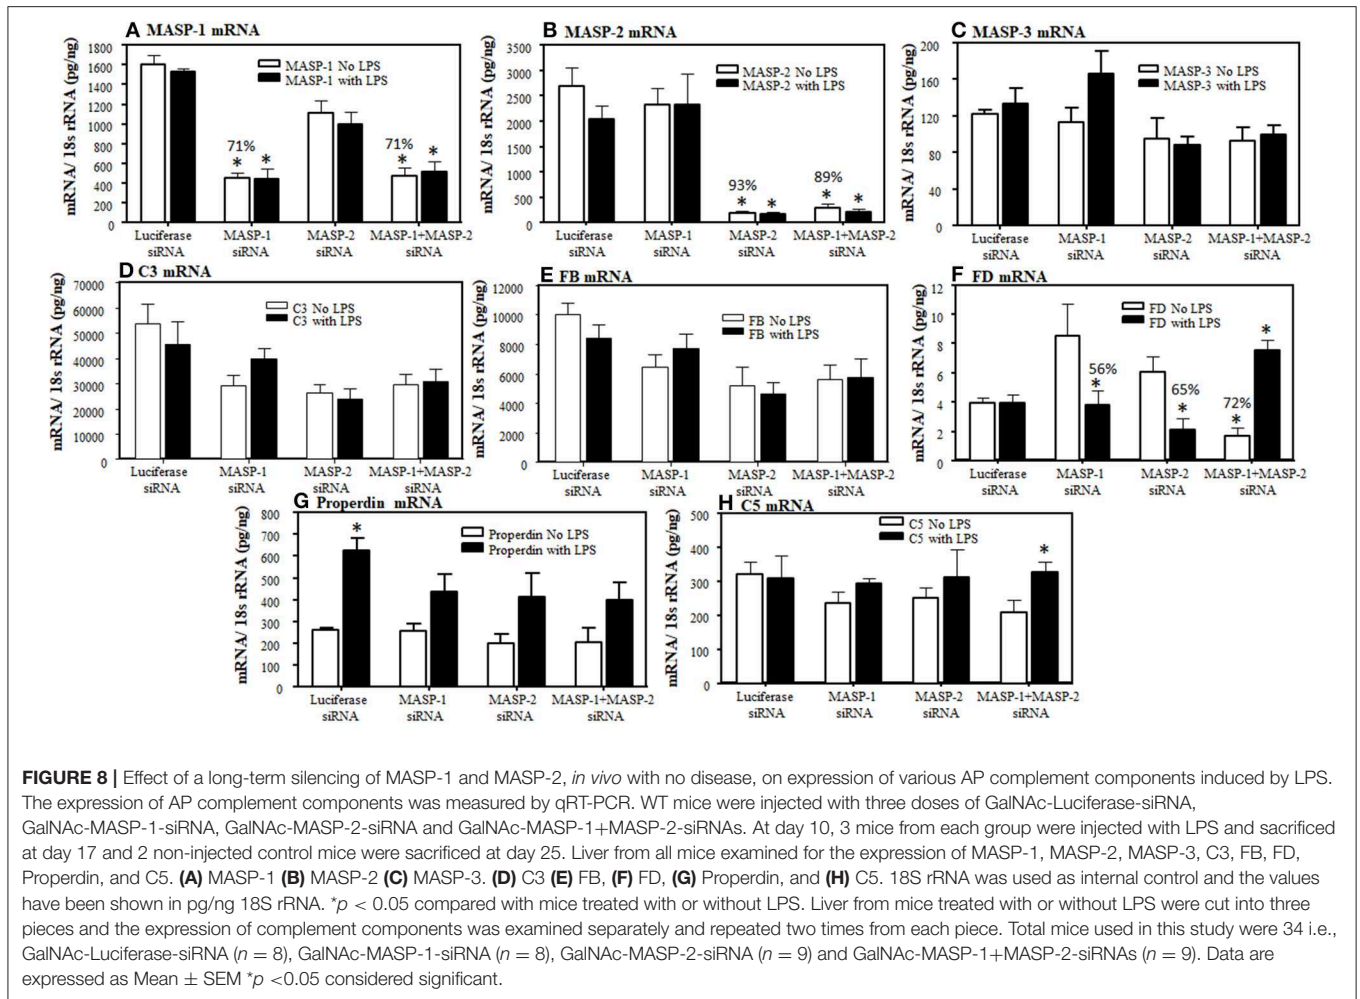 A MASP-1 mRNA
mRNA/ 18s rRNA (pg/ng)
1800
1600
1400
1200
1000
800
600
400
200
0
MASP-1 No LPS
MASP-1 with LPS
71%
* *
71%
* *
Luciferase siRNA
MASP-1 siRNA
MASP-2 siRNA
MASP-1+MASP-2 siRNA
B MASP-2 mRNA
mRNA/ 18s rRNA (pg/ng)
3500
3000
2500
2000
1500
1000
500
0
MASP-2 No LPS
MASP-2 with LPS
93%
* *
89%
* *
Luciferase siRNA
MASP-1 siRNA
MASP-2 siRNA
MASP-1+MASP-2 siRNA
C MASP-3 mRNA
mRNA/ 18s rRNA (pg/ng)
200
160
120
80
40
0
MASP-3 No LPS
MASP-3 with LPS
Luciferase siRNA
MASP-1 siRNA
MASP-2 siRNA
MASP-1+MASP-2 siRNA
D C3 mRNA
mRNA/ 18s rRNA (pg/ng)
70000
60000
50000
40000
30000
20000
10000
0
C3 No LPS
C3 with LPS
Luciferase siRNA
MASP-1 siRNA
MASP-2 siRNA
MASP-1+MASP-2 siRNA
E FB mRNA
mRNA/ 18s rRNA (pg/ng)
12000
10000
8000
6000
4000
2000
0
FB No LPS
FB with LPS
Luciferase siRNA
MASP-1 siRNA
MASP-2 siRNA
MASP-1+MASP-2 siRNA
F FD mRNA
mRNA/ 18s rRNA (pg/ng)
12
10
8
6
4
2
0
FD No LPS
FD with LPS
56%
*
65%
*
72%
*
*
Luciferase siRNA
MASP-1 siRNA
MASP-2 siRNA
MASP-1+MASP-2 siRNA
G Properdin mRNA
mRNA/ 18s rRNA (pg/ng)
800
700
600
500
400
300
200
100
0
Properdin No LPS
Properdin with LPS
*
Luciferase siRNA
MASP-1 siRNA
MASP-2 siRNA
MASP-1+MASP-2 siRNA
H C5 mRNA
mRNA/ 18s rRNA (pg/ng)
500
400
300
200
100
0
C5 No LPS
C5 with LPS
*
Luciferase siRNA
MASP-1 siRNA
MASP-2 siRNA
MASP-1+MASP-2 siRNA
FIGURE 8 | Effect of a long-term silencing of MASP-1 and MASP-2, in vivo with no disease, on expression of various AP complement components induced by LPS.
The expression of AP complement components was measured by qRT-PCR. WT mice were injected with three doses of GalNAc-Luciferase-siRNA,
GalNAc-MASP-1-siRNA, GalNAc-MASP-2-siRNA and GalNAc-MASP-1+MASP-2-siRNAs. At day 10, 3 mice from each group were injected with LPS and sacrificed
at day 17 and 2 non-injected control mice were sacrificed at day 25. Liver from all mice examined for the expression of MASP-1, MASP-2, MASP-3, C3, FB, FD,
Properdin, and C5. (A) MASP-1 (B) MASP-2 (C) MASP-3. (D) C3 (E) FB, (F) FD, (G) Properdin, and (H) C5. 18S rRNA was used as internal control and the values
have been shown in pg/ng 18S rRNA. *p < 0.05 compared with mice treated with or without LPS. Liver from mice treated with or without LPS were cut into three
pieces and the expression of complement components was examined separately and repeated two times from each piece. Total mice used in this study were 34 i.e.,
GalNAc-Luciferase-siRNA (n = 8), GalNAc-MASP-1-siRNA (n = 8), GalNAc-MASP-2-siRNA (n = 9) and GalNAc-MASP-1+MASP-2-siRNAs (n = 9). Data are
expressed as Mean ± SEM *p <0.05 considered significant.